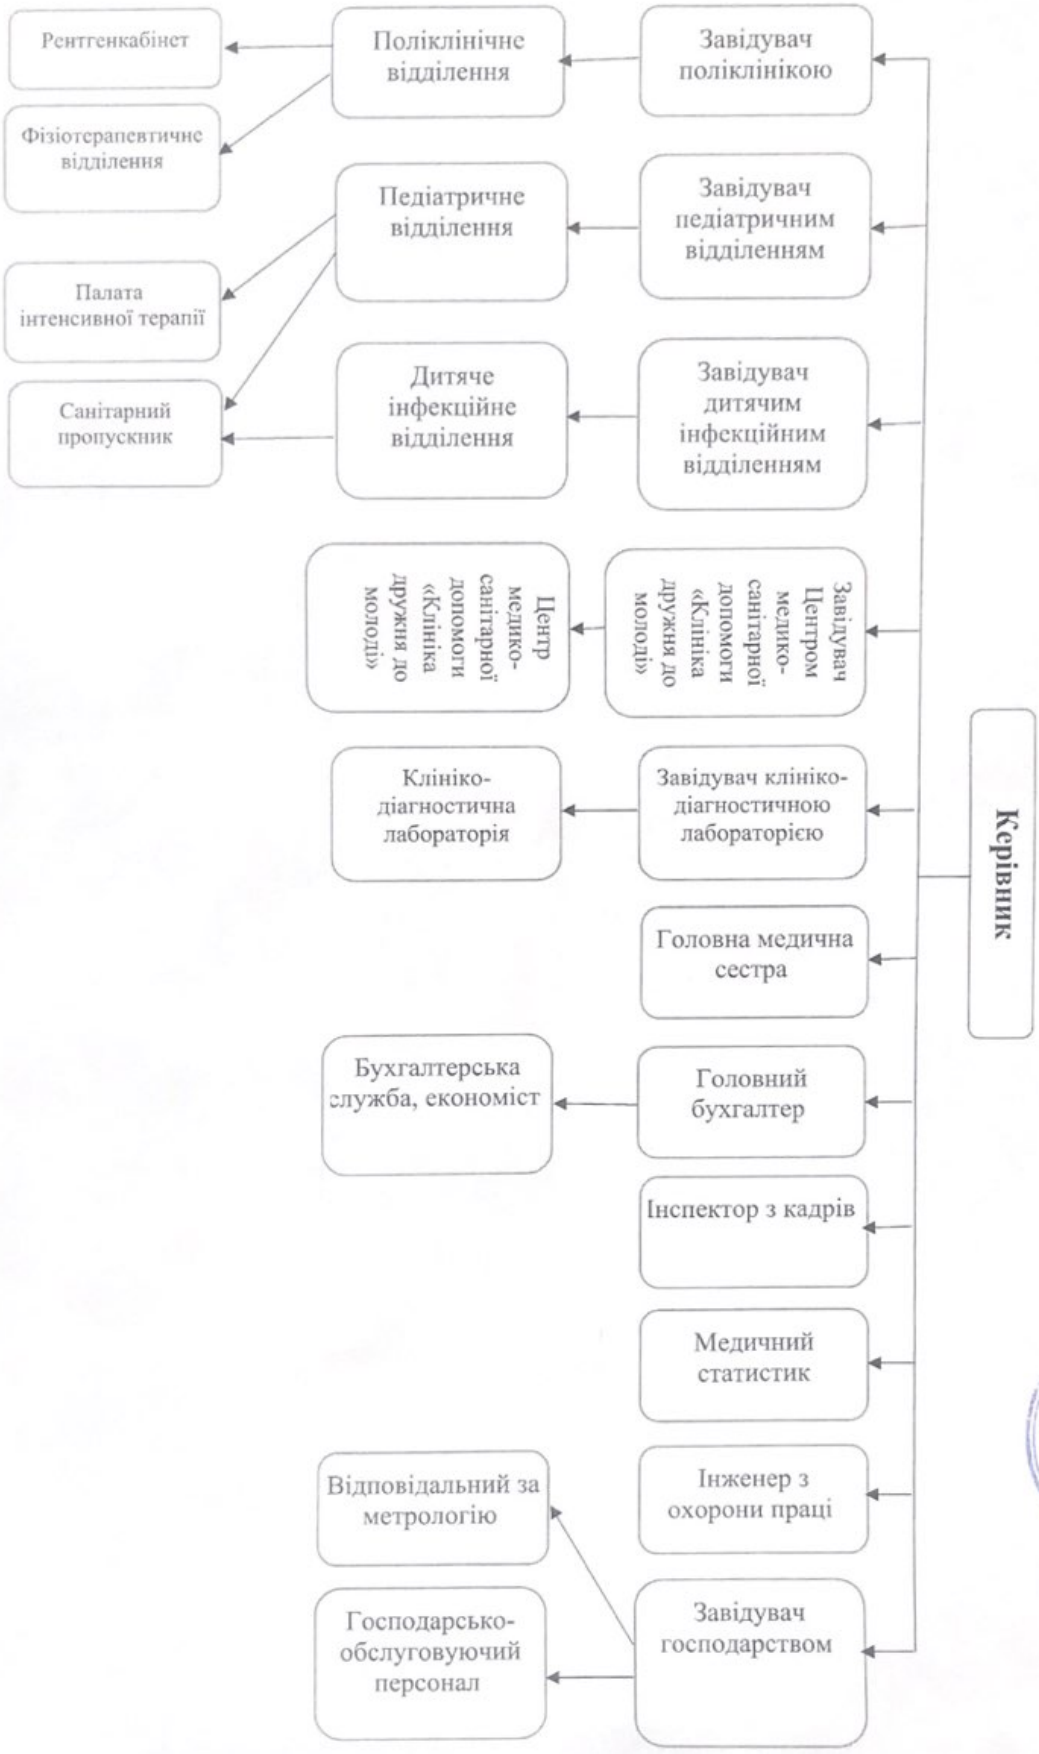 Рентгенкабінет
Поліклінічне
відділення
Завідувач
поліклінікою
Фізіотерапевтичне
відділення
Педіатричне
відділення
Завідувач
педіатричним
відділенням
Палата
інтенсивної терапії
Санітарний
пропускник
Дитяче
інфекційне
відділення
Завідувач
дитячим
інфекційним
відділенням
Центр
медико-
санітарної
допомоги
«Клініка
дружня до
молоді»
Завідувач
Центром
медико-
санітарної
допомоги
«Клініка
дружня до
молоді»
Клініко-
діагностична
лабораторія
Завідувач клініко-
діагностичною
лабораторією
Керівник
Головна медична
сестра
Бухгалтерська
служба, економіст
Головний
бухгалтер
Інспектор з кадрів
Медичний
статистик
Відповідальний за
метрологію
Інженер з
охорони праці
Господарсько-
обслуговуючий
персонал
Завідувач
господарством